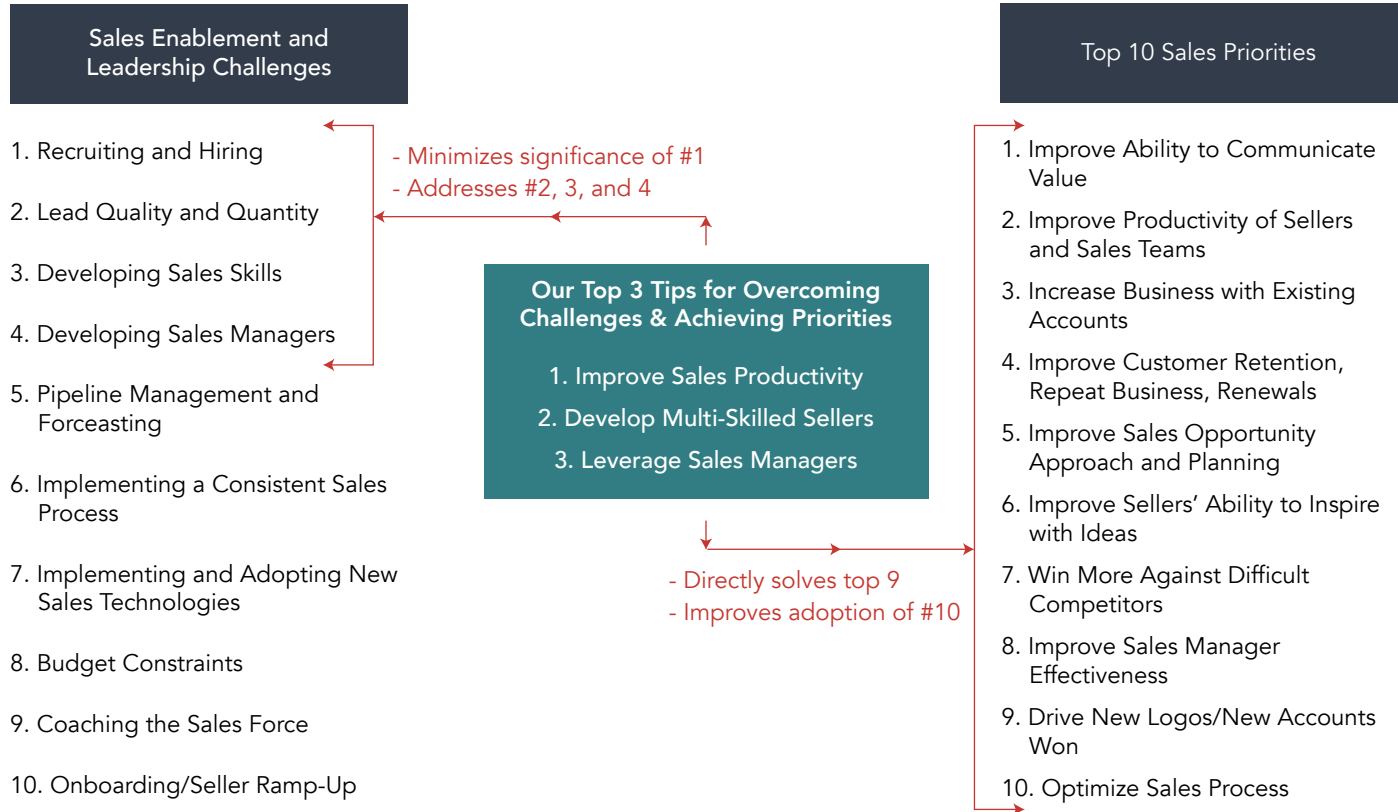 Sales Enablement and
Leadership Challenges
1. Recruiting and Hiring
2. Lead Quality and Quantity
3. Developing Sales Skills
4. Developing Sales Managers
5. Pipeline Management and
Forceasting
6. Implementing a Consistent Sales
Process
7. Implementing and Adopting New
Sales Technologies
8. Budget Constraints
9. Coaching the Sales Force
10. Onboarding/Seller Ramp-Up
- Minimizes significance of #1
- Addresses #2, 3, and 4
Our Top 3 Tips for Overcoming
Challenges & Achieving Priorities
1. Improve Sales Productivity
2. Develop Multi-Skilled Sellers
3. Leverage Sales Managers
- Directly solves top 9
- Improves adoption of #10
Top 10 Sales Priorities
1. Improve Ability to Communicate
Value
2. Improve Productivity of Sellers
and Sales Teams
3. Increase Business with Existing
Accounts
4. Improve Customer Retention,
Repeat Business, Renewals
5. Improve Sales Opportunity
Approach and Planning
6. Improve Sellers’ Ability to Inspire
with Ideas
7. Win More Against Difficult
Competitors
8. Improve Sales Manager
Effectiveness
9. Drive New Logos/New Accounts
Won
10. Optimize Sales Process